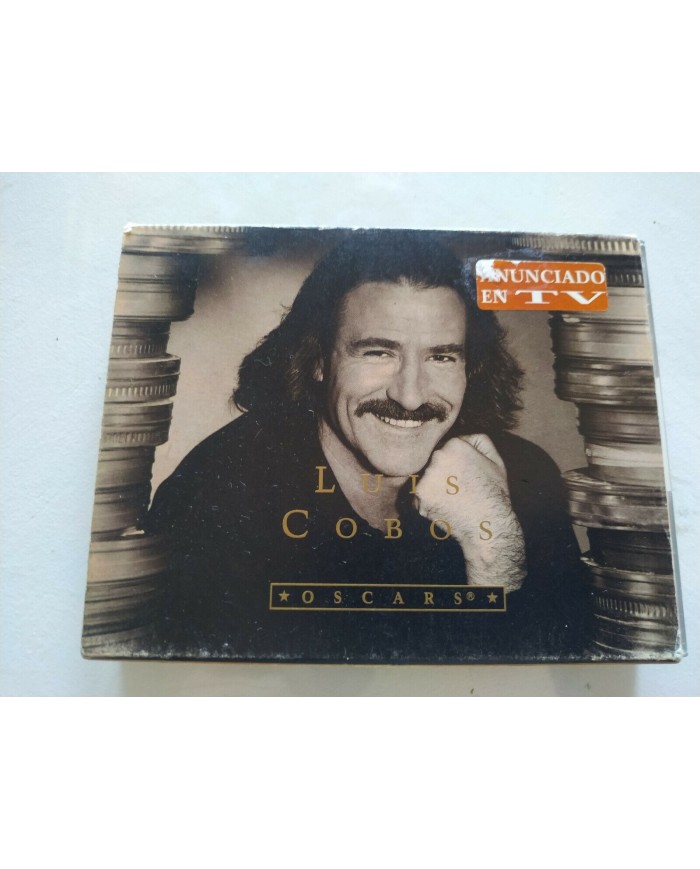 ANUNCIADO
EN TV
LUIS
COBOS
★ OSCARS® ★